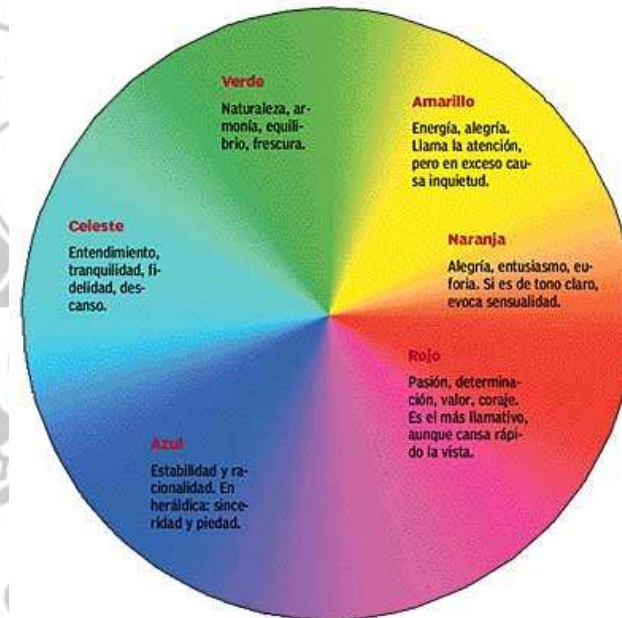 Verde
Naturaleza, ar-
monía, equili-
brio, frescura.
Amarillo
Energía, alegría.
Llama la atención,
pero en exceso cau-
sa inquietud.
Celeste
Entendimiento,
tranquilidad, fi-
delidad, des-
canso.
Naranja
Alegría, entusiasmo, eu-
foria. Si es de tono claro,
evoca sensualidad.
Rojo
Pasión, determina-
ción, valor, coraje.
Es el más llamativo,
aunque cansa rápi-
do la vista.
Azul
Estabilidad y ra-
cionalidad. En
heráldica: since-
ridad y piedad.